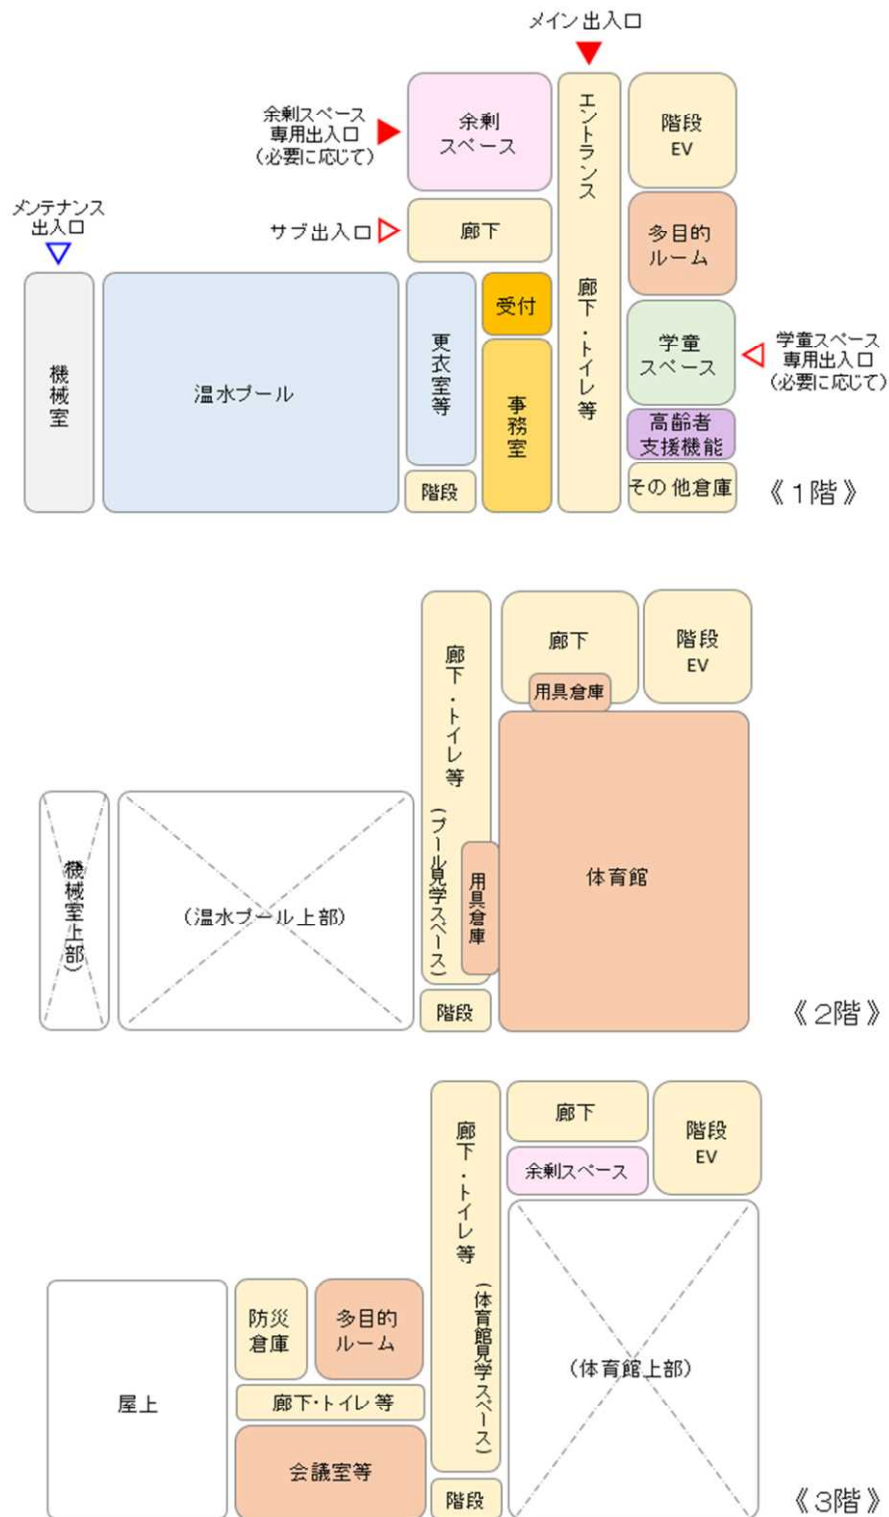 メイン出入口
余剰スペース
専用出入口
(必要に応じて)
余剰
スペース
エントランス
階段
EV
メンテナンス
出入口
サブ出入口
廊下
多目的
ルーム
機械室
温水プール
更衣室等
受付
事務室
階段
廊下・トイレ等
学童
スペース
学童スペース
専用出入口
(必要に応じて)
高齢者
支援機能
その他倉庫
《1階》
廊下・トイレ等
(プール見学スペース)
廊下
用具倉庫
階段
EV
機械室上部)
(温水プール上部)
用具倉庫
体育館
階段
《2階》
廊下・トイレ等
(体育館見学スペース)
廊下
余剰スペース
階段
EV
屋上
防災
倉庫
多目的
ルーム
廊下・トイレ等
会議室等
階段
(体育館上部)
《3階》